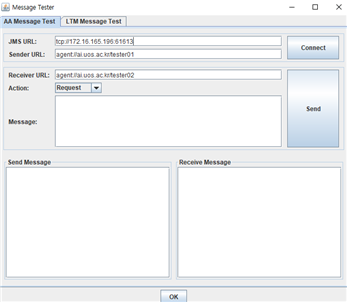 Message Tester
AA Message Test LTM Message Test
JMS URL: tcp://172.16.165.196:61613
Connect
Sender URL: agent://ai.uos.ac.kr/tester01
Receiver URL: agent://ai.uos.ac.kr/tester02
Action: Request
Send
Message:
Send Message Receive Message
OK